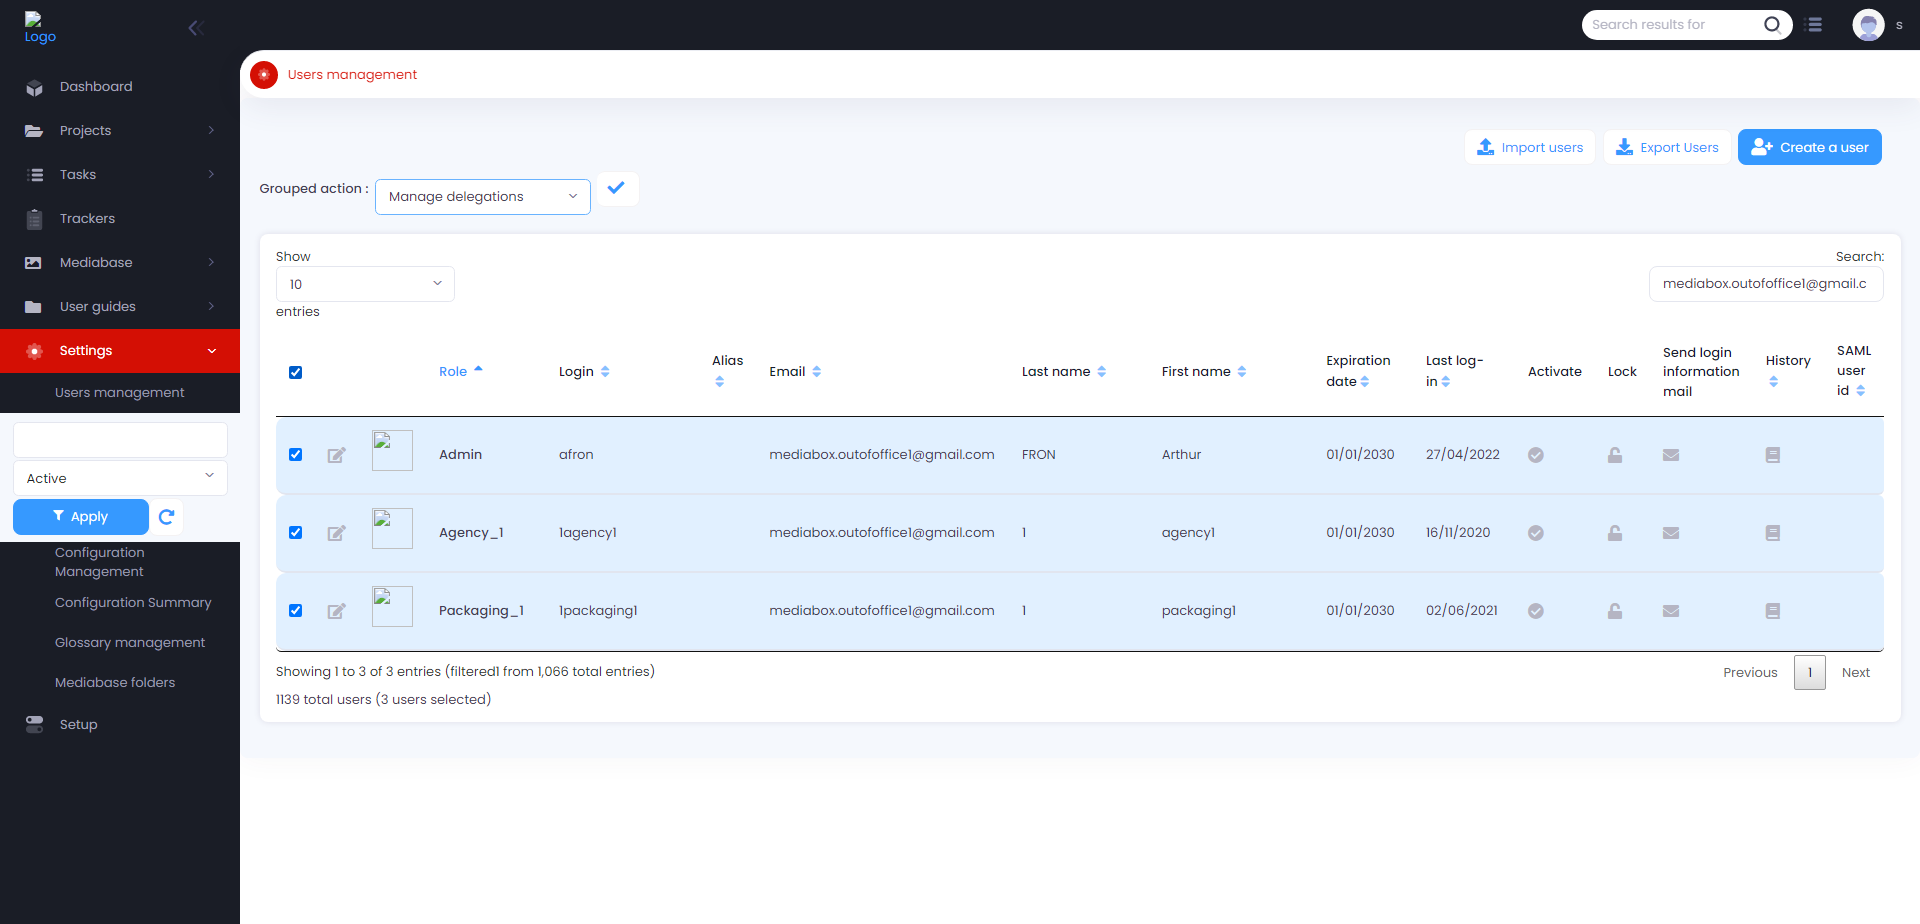 Logo
Search results for
s
Dashboard
Projects
Tasks
Trackers
Mediabase
User guides
Settings
Users management
Active
Apply
Configuration
Management
Configuration Summary
Glossary management
Mediabase folders
Setup
Users management
Import users
Export Users
Create a user
Grouped action :
Manage delegations
Show
10
entries
Search:
mediabox.outofoffice1@gmail.c
Role
Login
Alias
Email
Last name
First name
Expiration
date
Last log-
in
Activate
Lock
Send login
information
mail
History
SAML
user
id
Admin afron mediabox.outofoffice1@gmail.com FRON Arthur 01/01/2030 27/04/2022
Agency_1 1agency1 mediabox.outofoffice1@gmail.com 1 agency1 01/01/2030 16/11/2020
Packaging_1 1packaging1 mediabox.outofoffice1@gmail.com 1 packaging1 01/01/2030 02/06/2021
Showing 1 to 3 of 3 entries (filtered1 from 1,066 total entries)
Previous 1 Next
1139 total users (3 users selected)